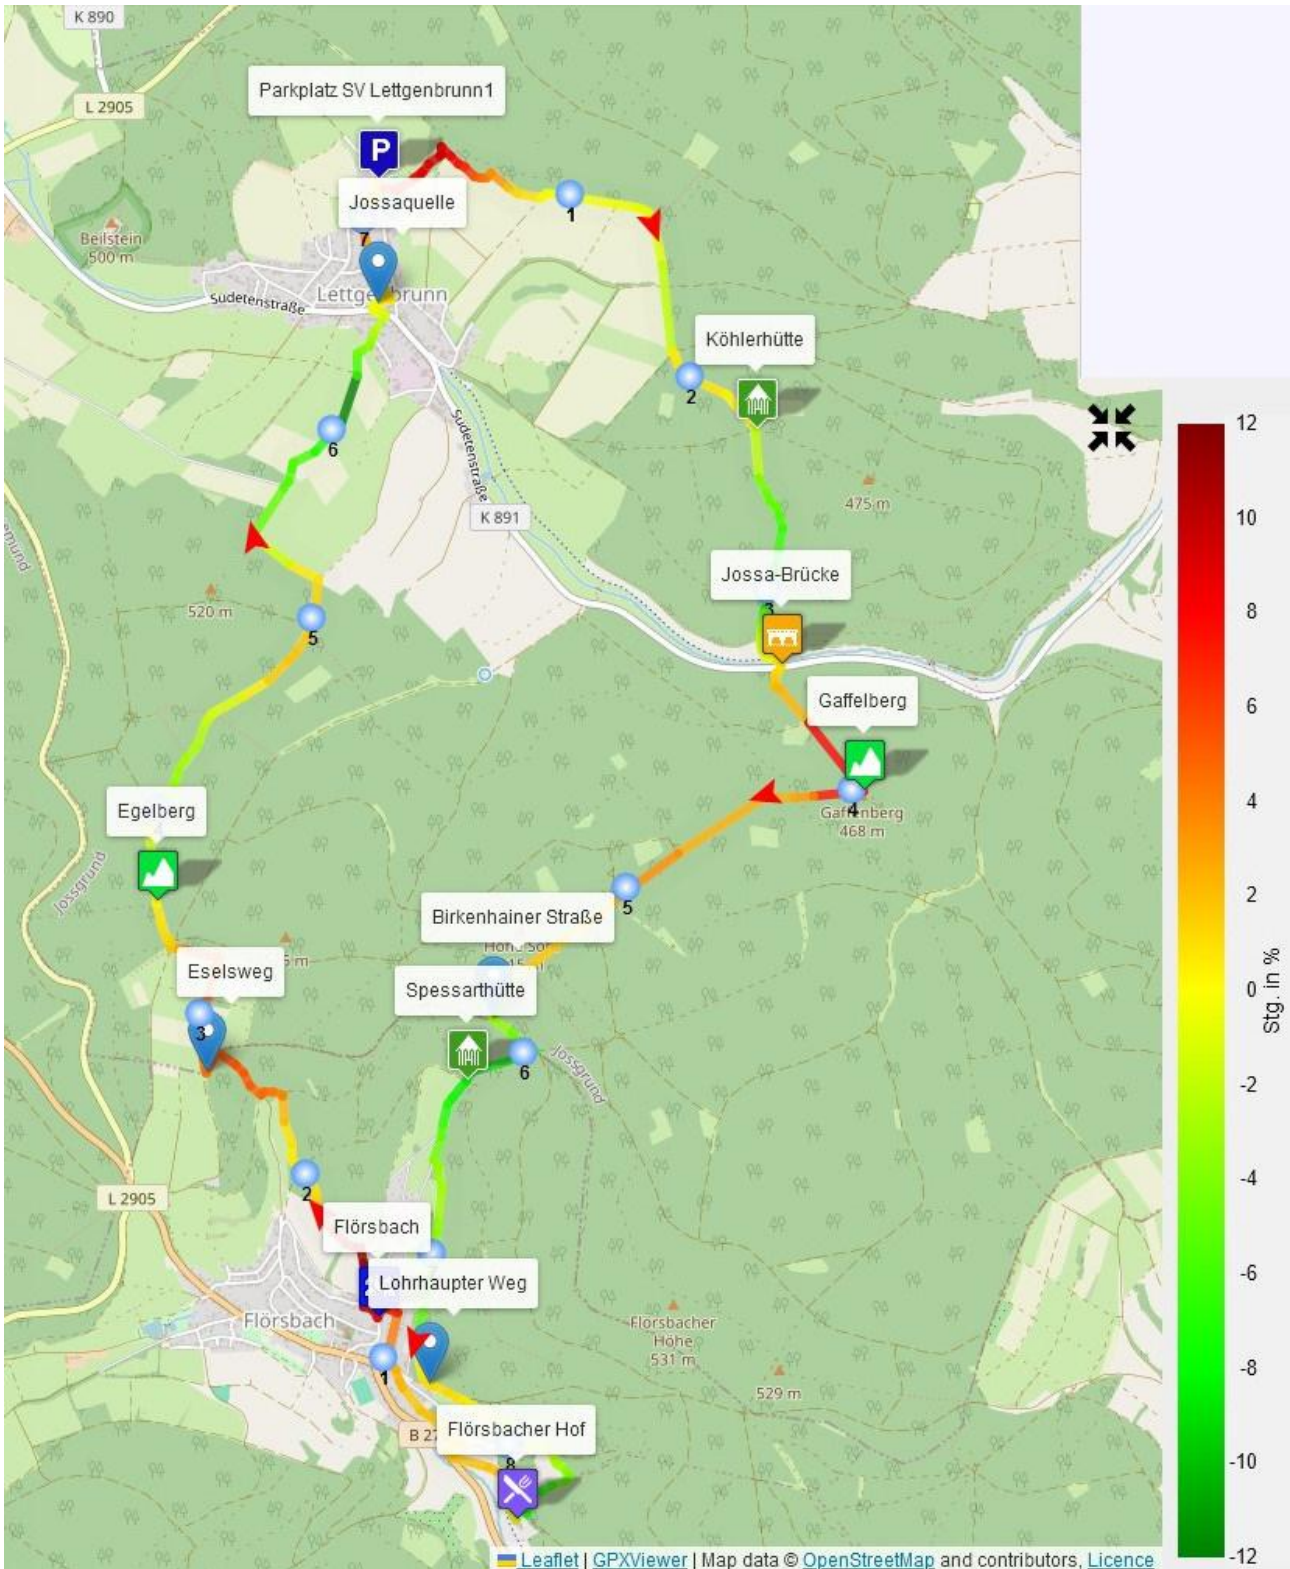 K 890
L 2905
Parkplatz SV Lettgenbrunn1
P
Jossaquelle
1
7
Beilstein
500 m
Sudetenstraße
Köhlerhütte
2
12
6
Sudetenstraße
475 m
10
K 891
Jossa-Brücke
3
8
520 m
5
Gaffelberg
6
Egelberg
4
468 m
4
Jossgrund
2
5
Birkenhainer Straße
Eselsweg
Spessarthütte
0
Stg. in %
3
6
Jossgrund
-2
2
-4
L 2905
Flörsbach
Lohrhaupter Weg
-6
Flörsbach
Flörsbacher
Höhe
531 m
1
-8
529 m
Flörsbacher Hof
8
-10
-12
Leaflet | GPXViewer | Map data © OpenStreetMap and contributors, Licence